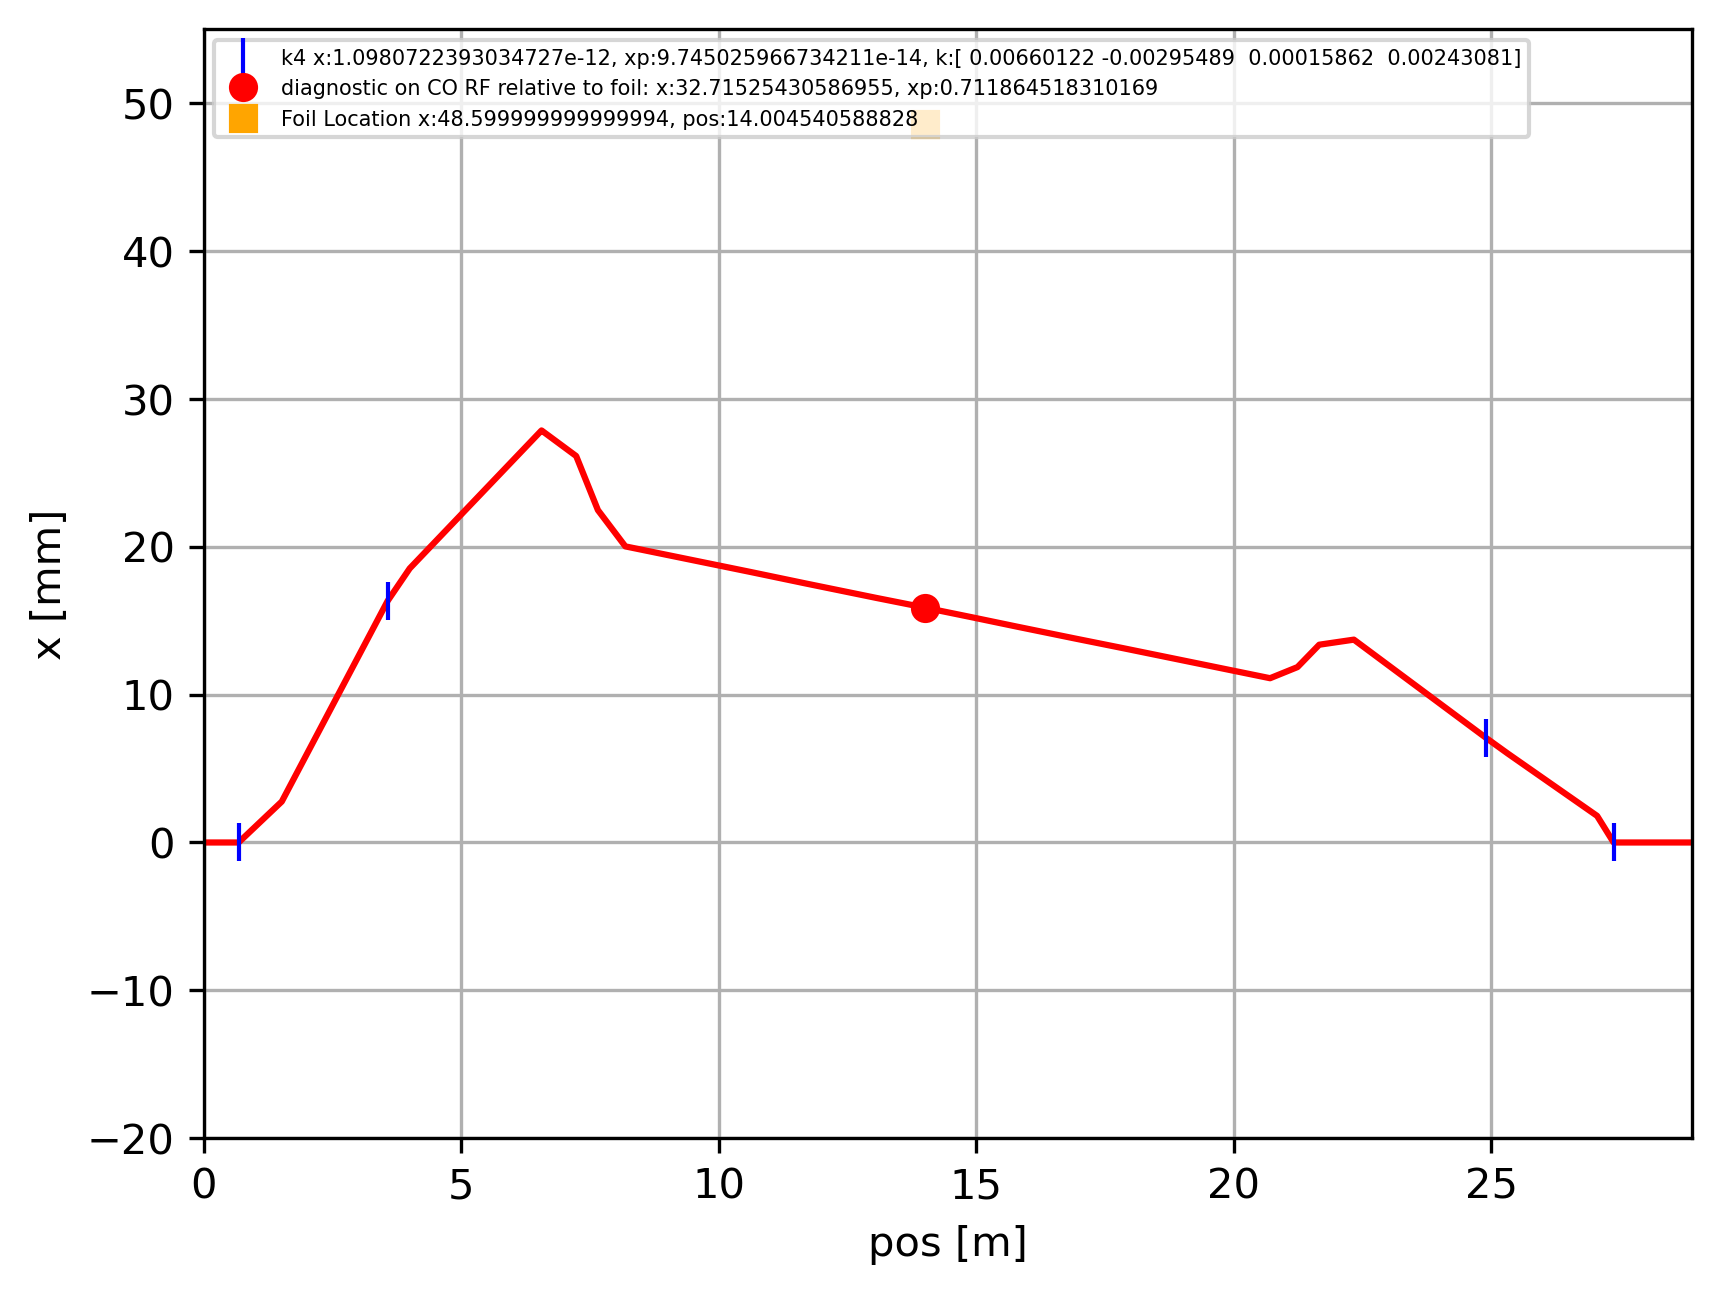 k4 x:1.0980722393034727e-12, xp:9.745025966734211e-14, k:[ 0.00660122 -0.00295489  0.00015862  0.00243081]
diagnostic on CO RF relative to foil: x:32.71525430586955, xp:0.711864518310169
Foil Location x:48.599999999999994, pos:14.004540588828
50
40
30
20
10
0
−10
−20
x [mm]
0 5 10 15 20 25
pos [m]